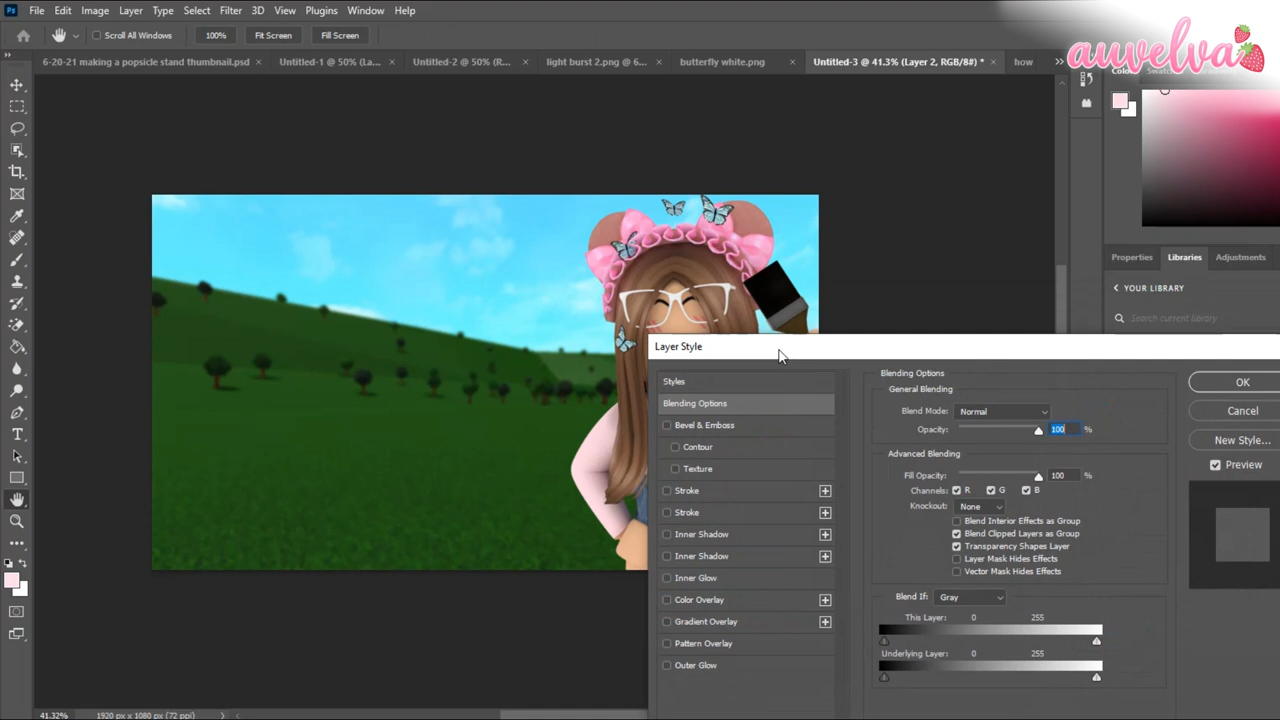 Ps File Edit Image Layer Type Select Filter 3D View Plugins Window Help
Scroll All Windows 100% Fit Screen Fill Screen
auvelva
6-20-21 making a popsicle stand thumbnail.psd × Untitled-1 @ 50% (La... × Untitled-2 @ 50% (R... × light burst 2.png @ 6... × butterfly white.png × Untitled-3 @ 41.3% (Layer 2, RGB/8#) * × how
Properties Libraries Adjustments
YOUR LIBRARY
Search current library
Layer Style
Styles
Blending Options
Bevel & Emboss
Contour
Texture
Stroke
Stroke
Inner Shadow
Inner Shadow
Inner Glow
Color Overlay
Gradient Overlay
Pattern Overlay
Outer Glow
Blending Options
General Blending
Blend Mode: Normal
Opacity: 100 %
Advanced Blending
Fill Opacity: 100 %
Channels: R G B
Knockout: None
Blend Interior Effects as Group
Blend Clipped Layers as Group
Transparency Shapes Layer
Layer Mask Hides Effects
Vector Mask Hides Effects
Blend If: Gray
This Layer: 0 255
Underlying Layer: 0 255
OK
Cancel
New Style...
Preview
41.32% 1920 px x 1080 px (72 ppi)